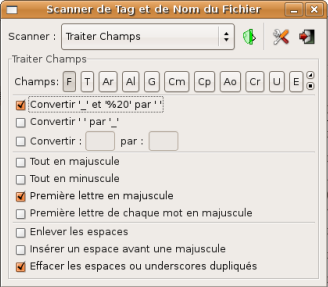 Scanner de Tag et de Nom du Fichier
Scanner : Traiter Champs
Traiter Champs
Champs: F T Ar Al G Cm Cp Ao Cr U E
Convertir '_' et '%20' par ' '
Convertir ' ' par '_'
Convertir : par :
Tout en majuscule
Tout en minuscule
Première lettre en majuscule
Première lettre de chaque mot en majuscule
Enlever les espaces
Insérer un espace avant une majuscule
Effacer les espaces ou underscores dupliqués